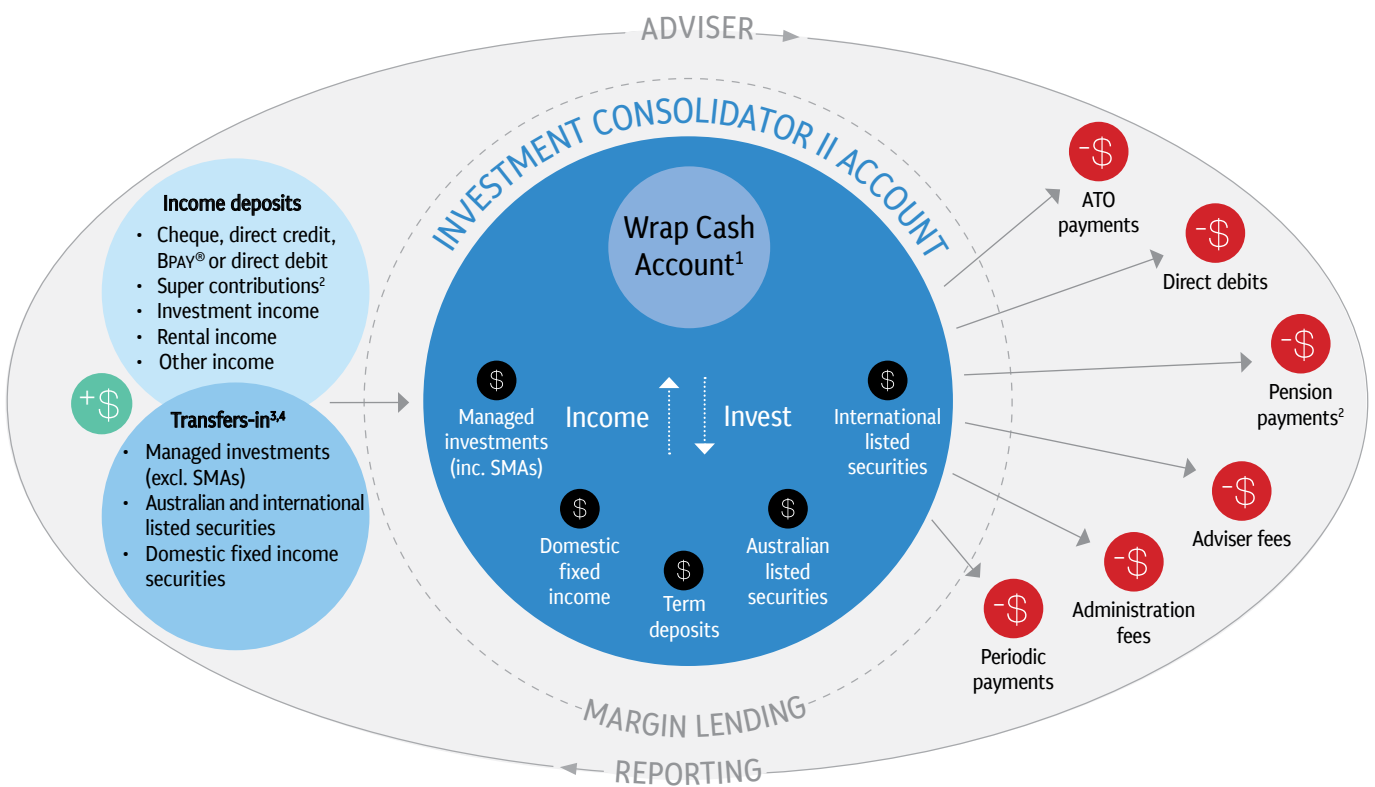 ADVISER
INVESTMENT CONSOLIDATOR II ACCOUNT
Income deposits
• Cheque, direct credit,
BPAY® or direct debit
• Super contributions²
• Investment income
• Rental income
• Other income
+$
Transfers-in³,⁴
• Managed investments
(excl. SMAs)
• Australian and international
listed securities
• Domestic fixed income
securities
Wrap Cash
Account¹
Income
Invest
$
Managed
investments
(inc. SMAs)
$
Domestic
fixed
income
$
Term
deposits
$
Australian
listed
securities
$
International
listed
securities
-$
ATO
payments
-$
Direct debits
-$
Pension
payments²
-$
Adviser fees
-$
Administration
fees
-$
Periodic
payments
MARGIN LENDING
REPORTING